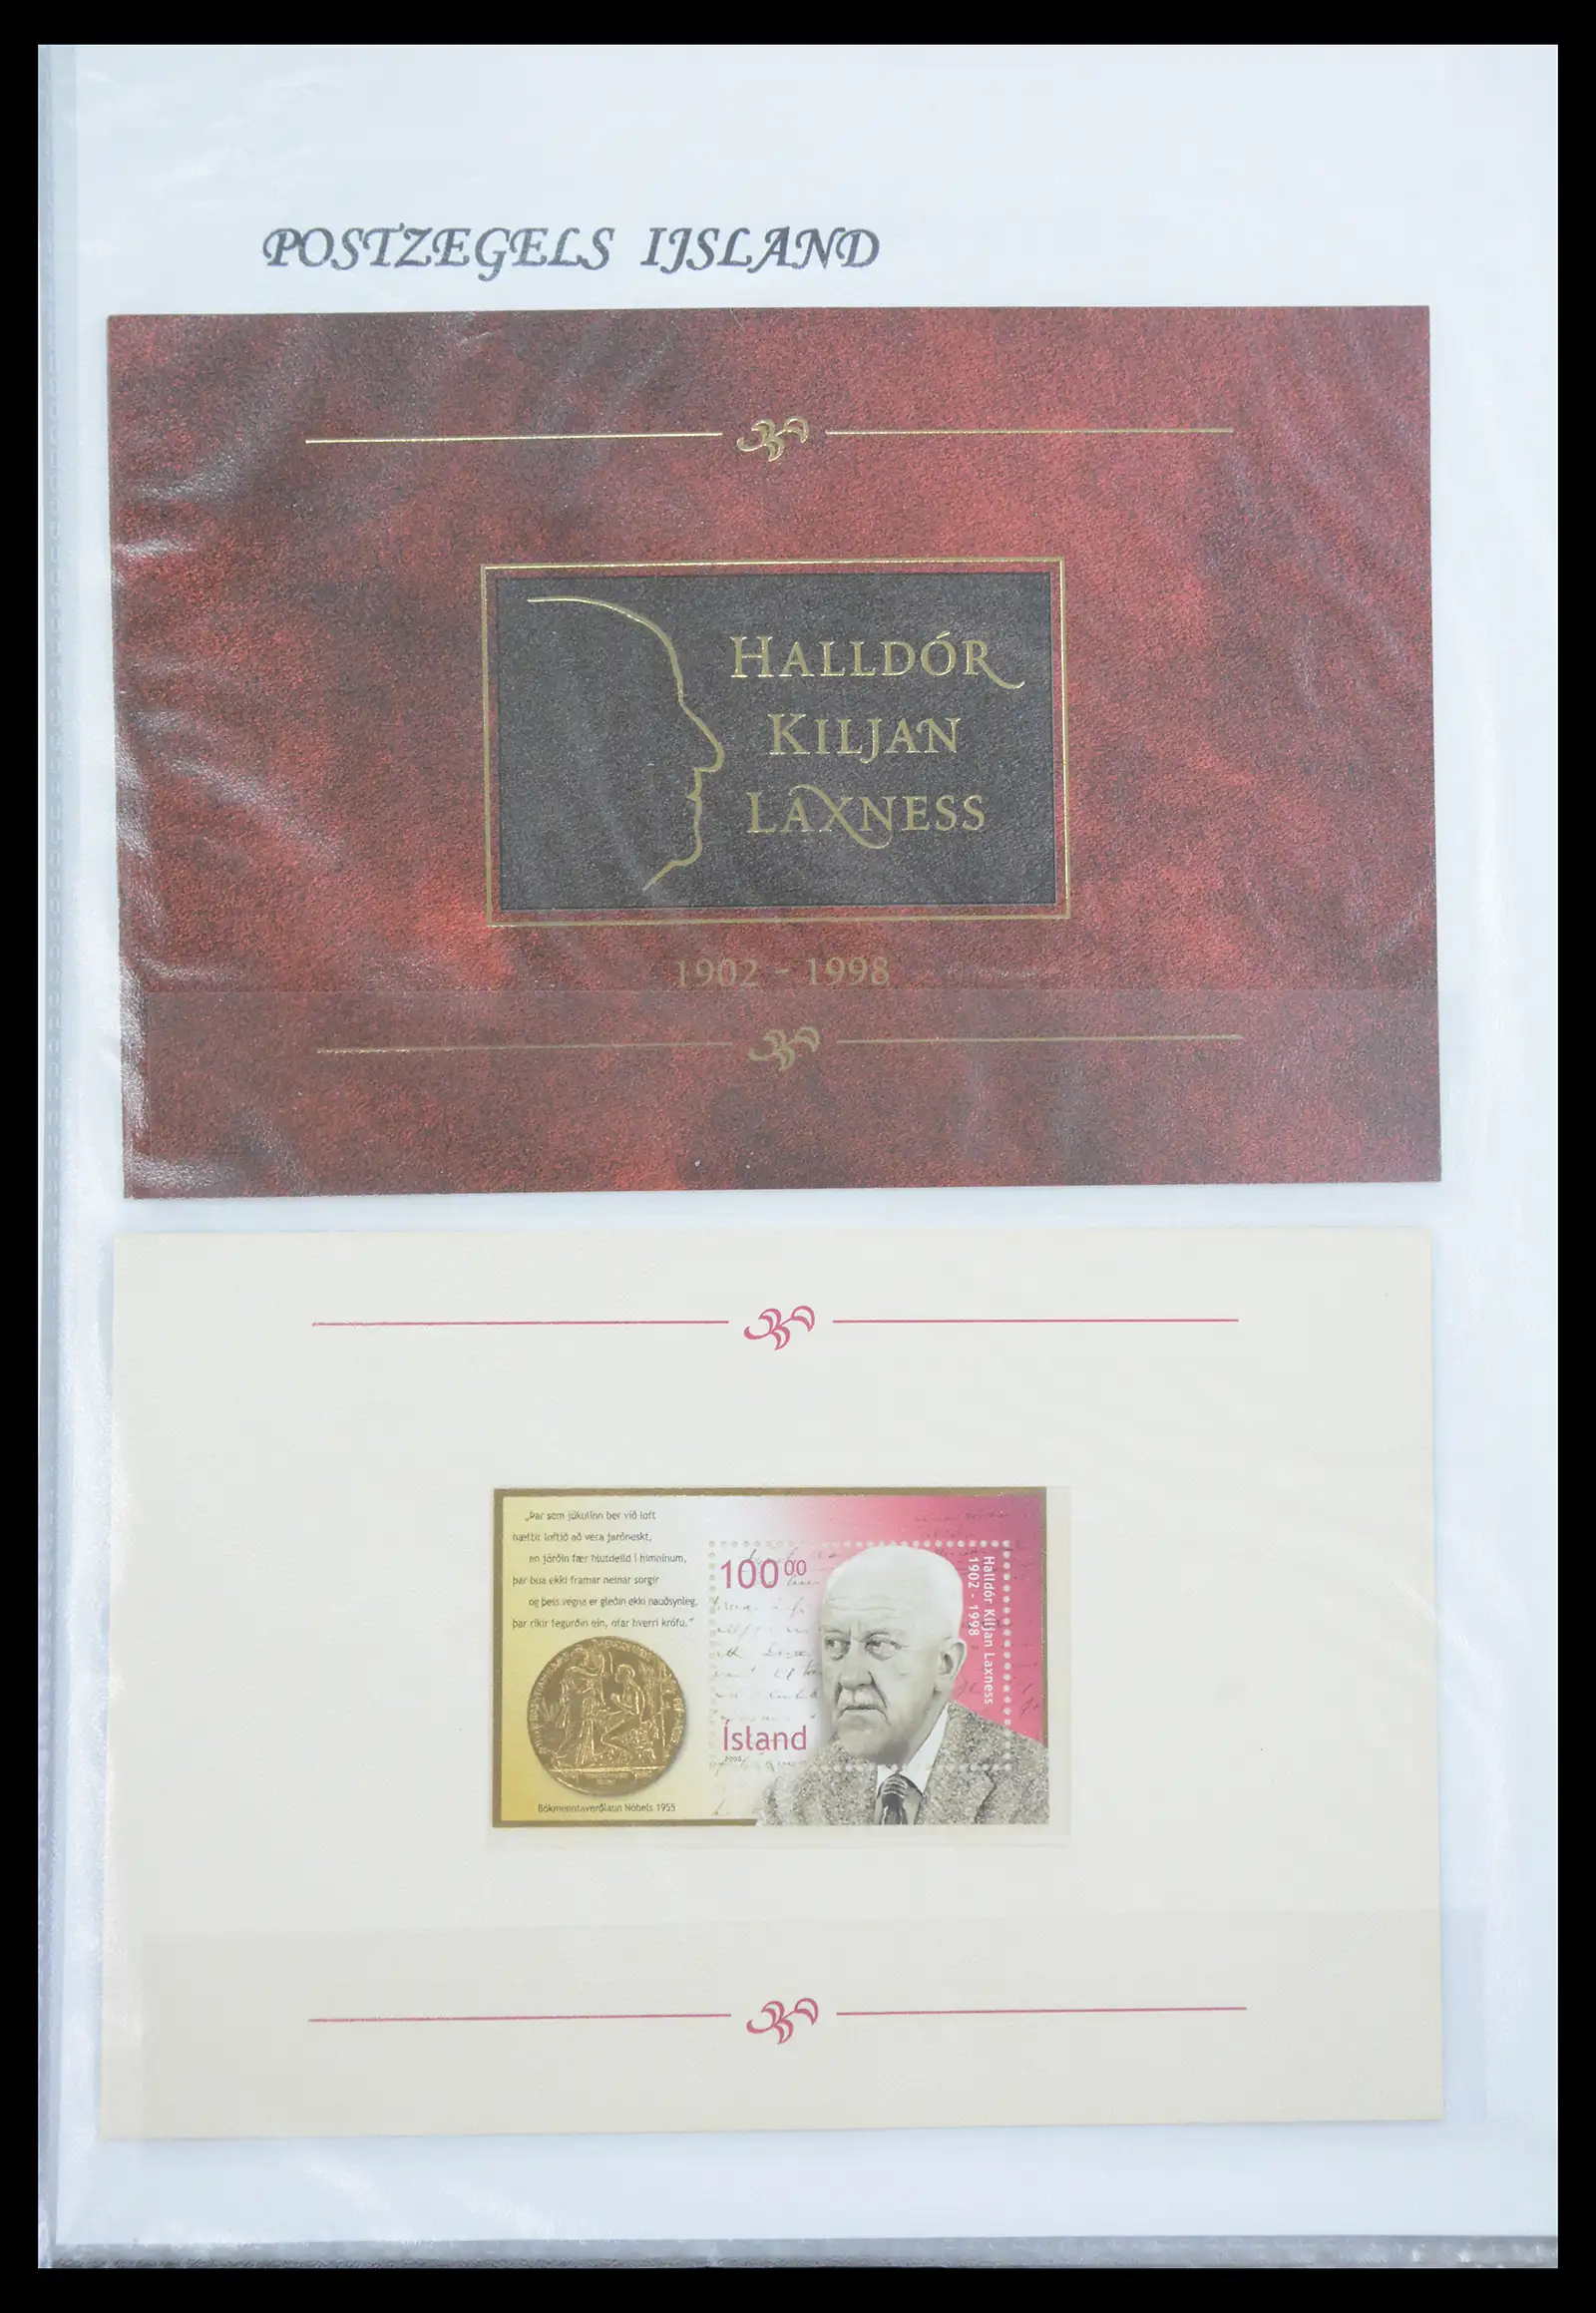 POSTZEGELS IJSLAND
HALLDÓR
KILJAN
LAXNESS
1902 - 1998
„Þar sem jökulinn ber við loft
hættir loftið að vera jarðneskt,
en jörðin fær hlutdeild í himninum,
þar búa ekki framar neinar sorgir
og þess vegna er gleðin ekki nauðsynleg,
þar ríkir fegurðin ein, ofar hverri kröfu.“
Bókmenntaverðlaun Nóbels 1955
100 00
Halldór Kiljan Laxness
1902 - 1998
Ísland
2002